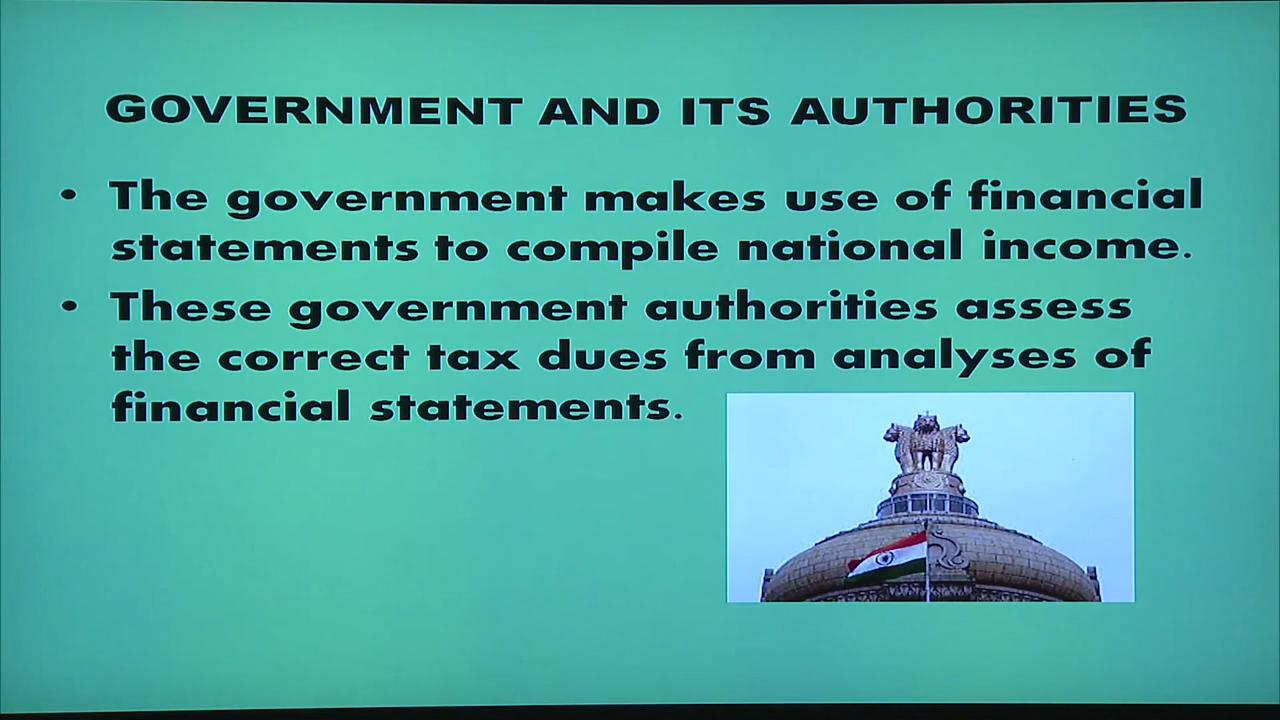 GOVERNMENT AND ITS AUTHORITIES
• The government makes use of financial
statements to compile national income.
• These government authorities assess
the correct tax dues from analyses of
financial statements.